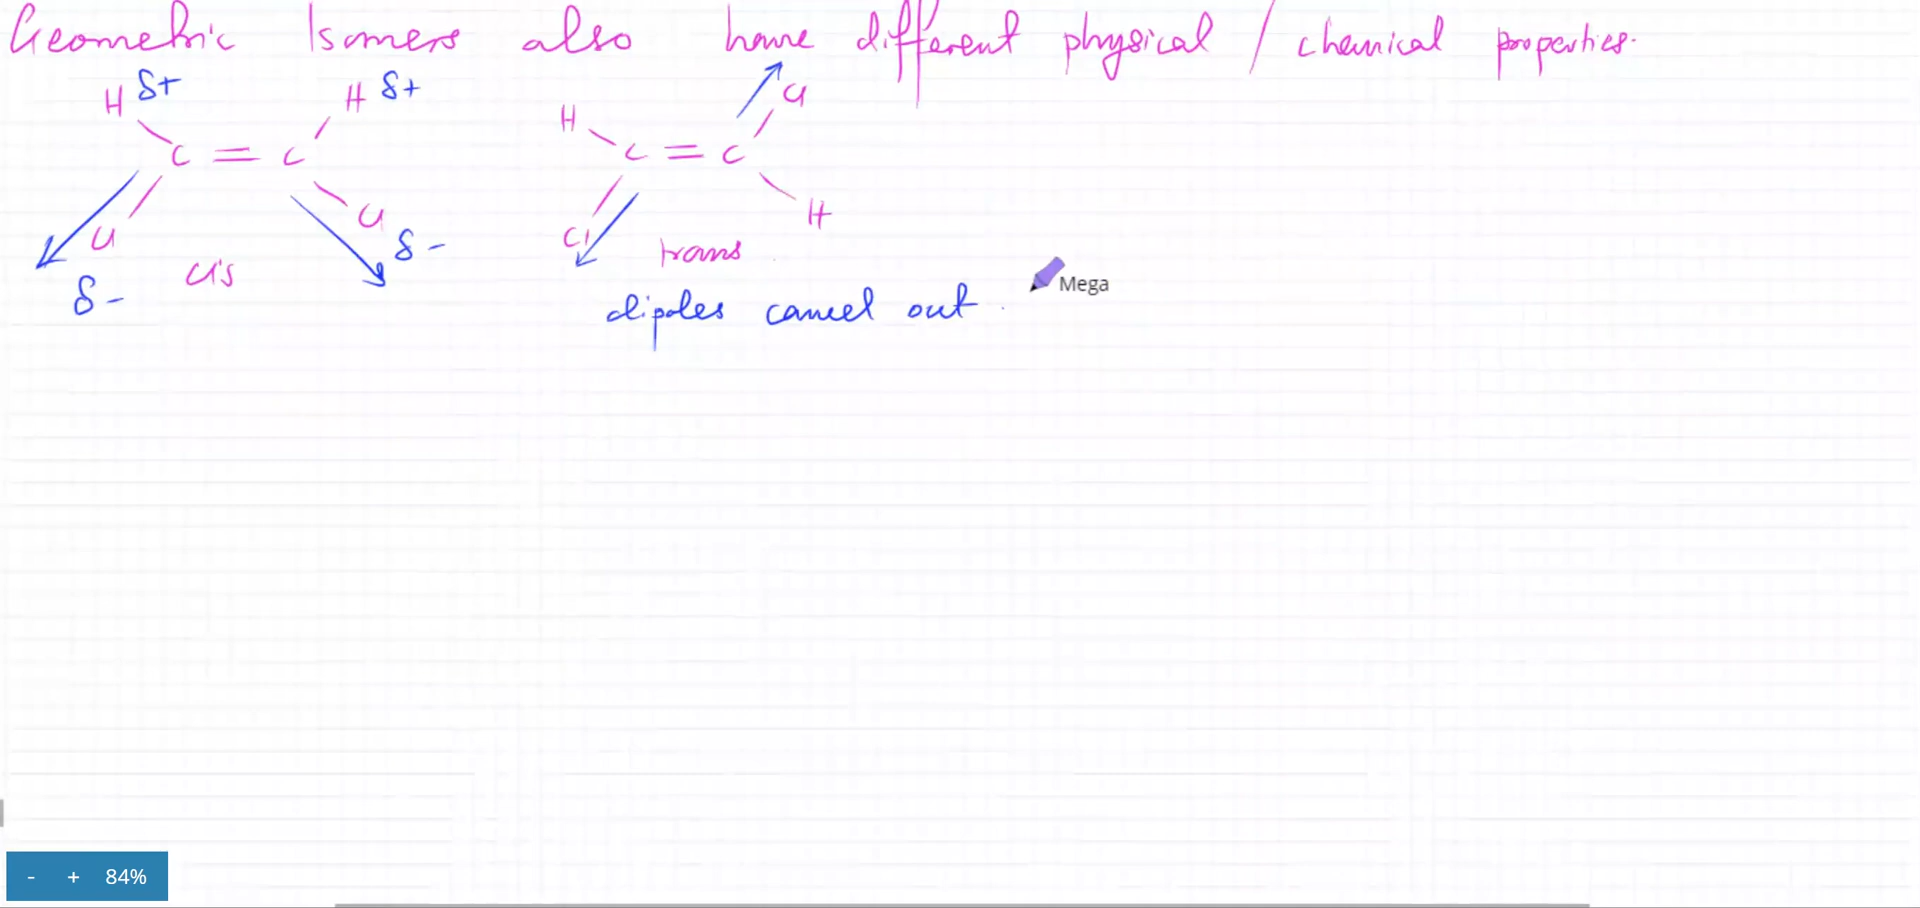 Geometric Isomers also have different physical / chemical properties.
H δ+ H δ+
C = C
Cl δ- Cl δ-
cis
H Cl
C = C
Cl H
trans
dipoles cancel out.
Mega
- + 84%